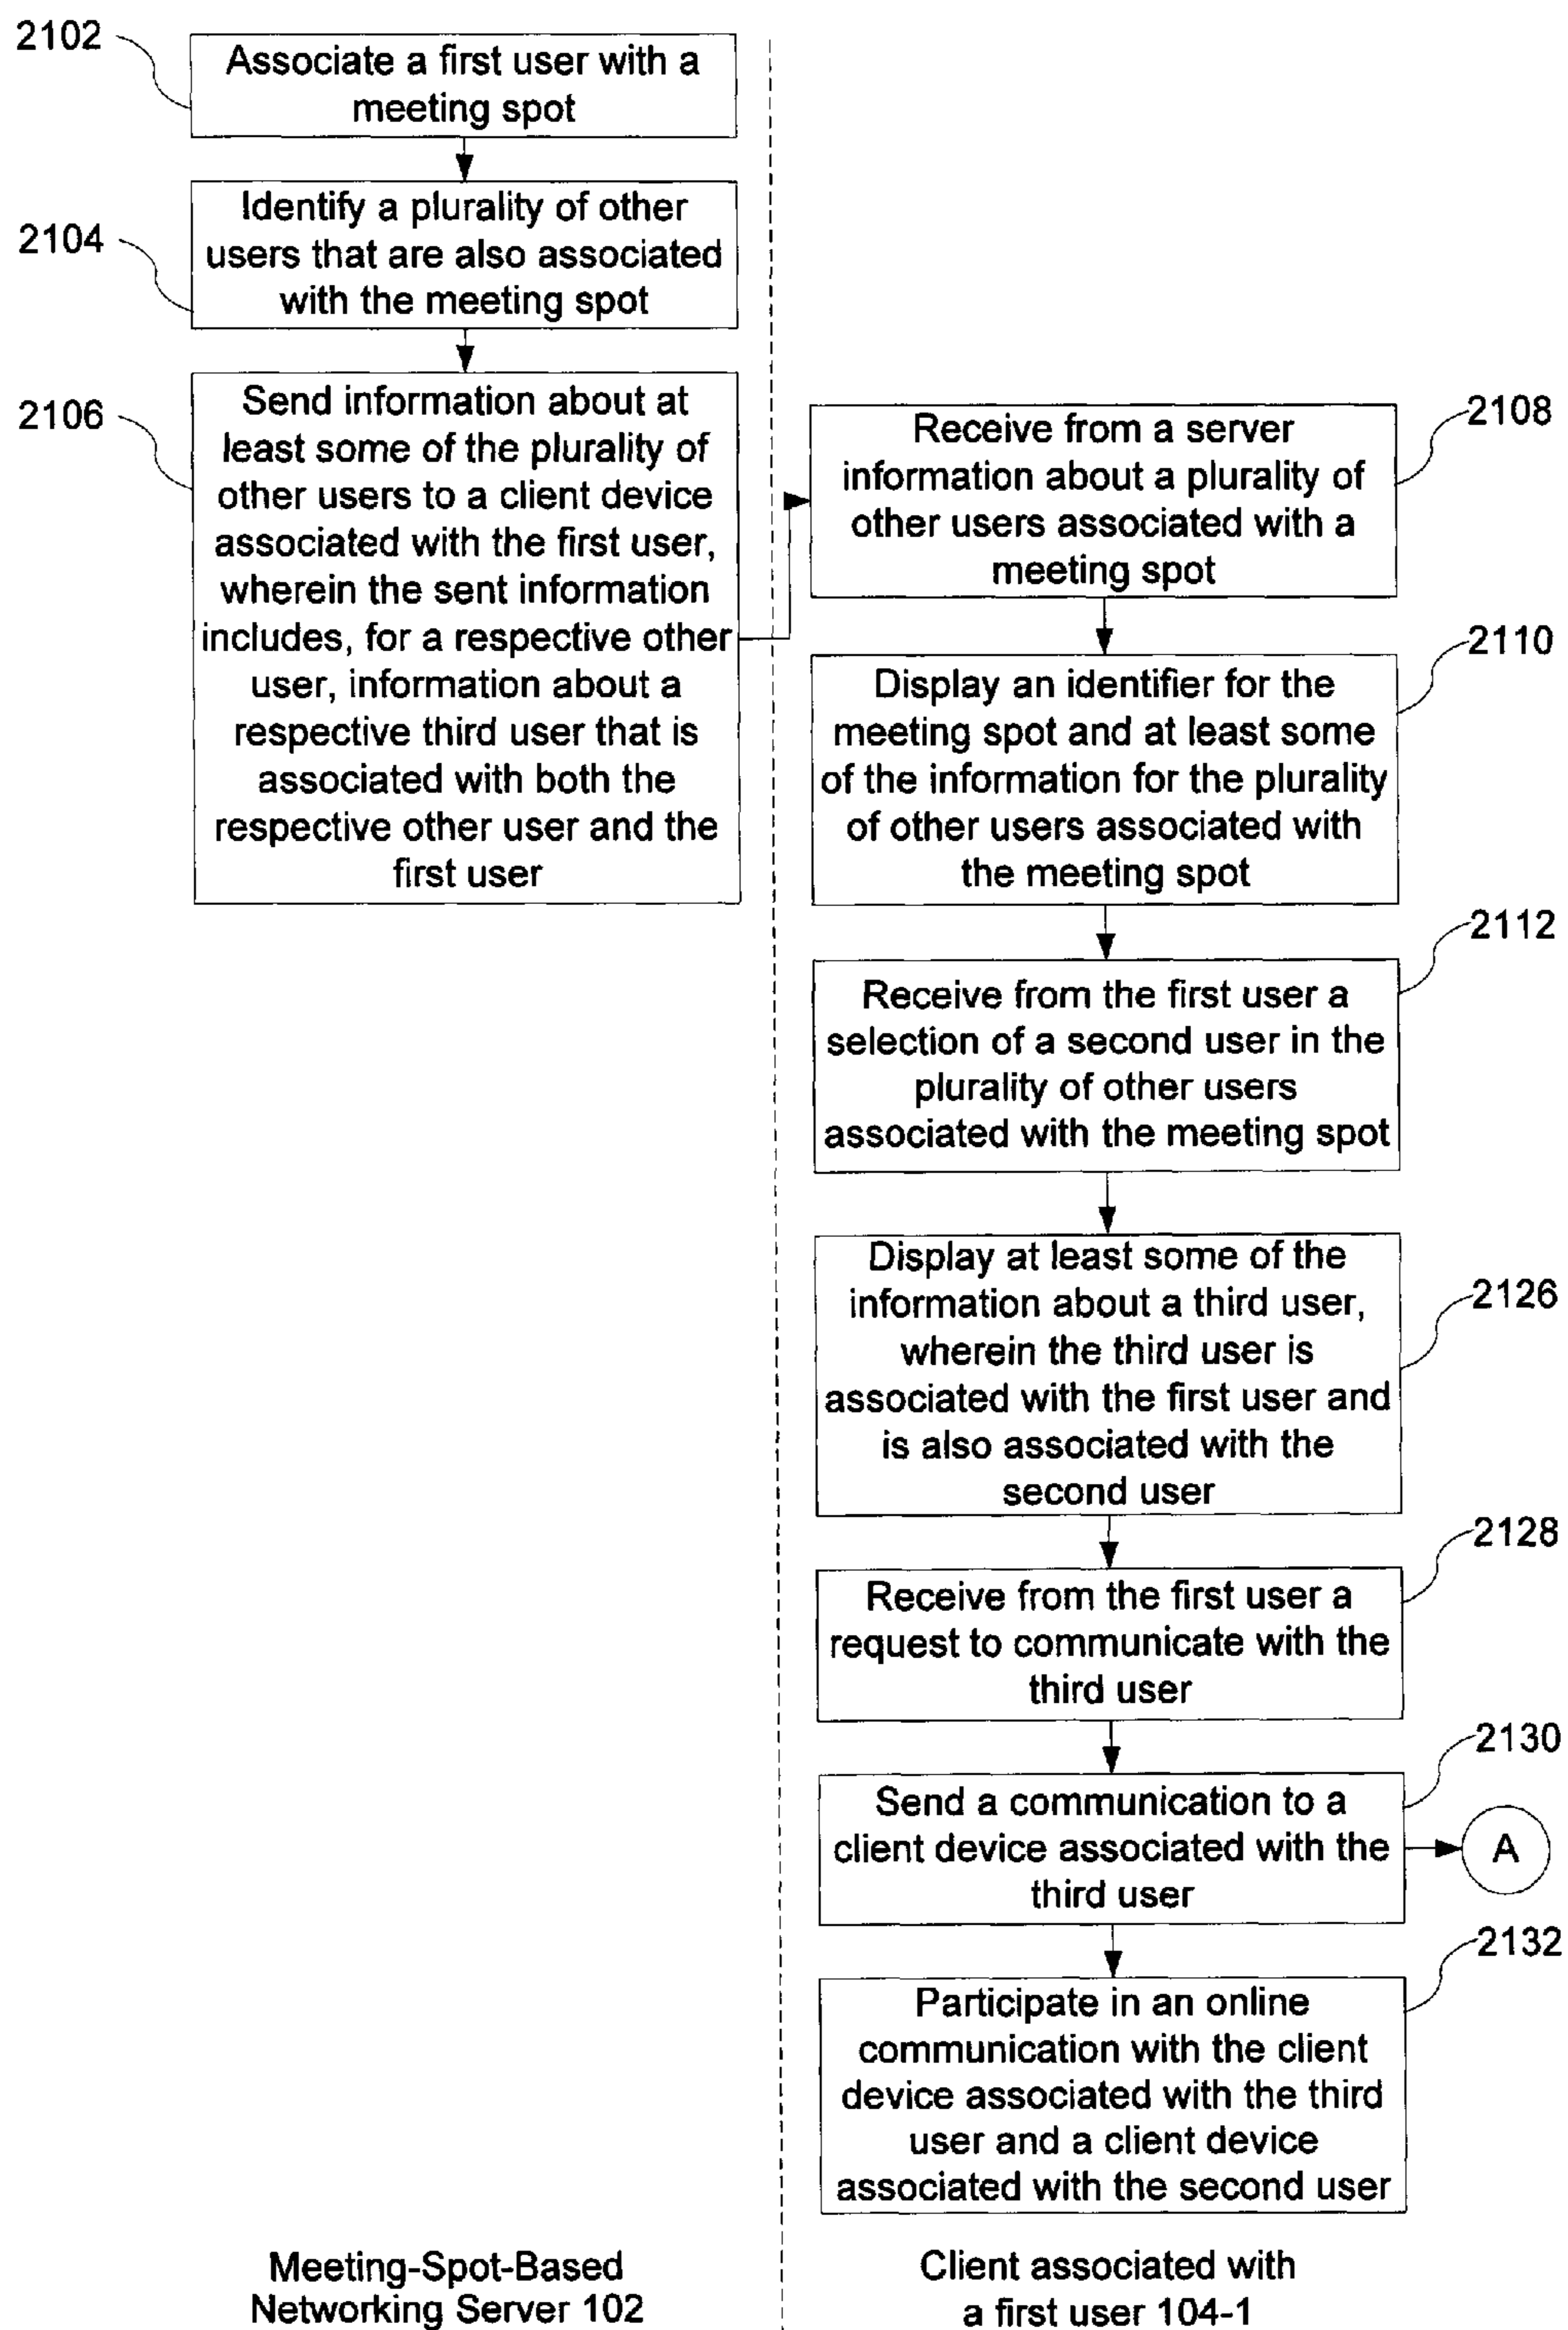 2102
Associate a first user with a
meeting spot
2104
Identify a plurality of other
users that are also associated
with the meeting spot
2106
Send information about at
least some of the plurality of
other users to a client device
associated with the first user,
wherein the sent information
includes, for a respective other
user, information about a
respective third user that is
associated with both the
respective other user and the
first user
2108
Receive from a server
information about a plurality of
other users associated with a
meeting spot
2110
Display an identifier for the
meeting spot and at least some
of the information for the plurality
of other users associated with
the meeting spot
2112
Receive from the first user a
selection of a second user in the
plurality of other users
associated with the meeting spot
2126
Display at least some of the
information about a third user,
wherein the third user is
associated with the first user and
is also associated with the
second user
2128
Receive from the first user a
request to communicate with the
third user
2130
Send a communication to a
client device associated with the
third user
A
2132
Participate in an online
communication with the client
device associated with the third
user and a client device
associated with the second user
Meeting-Spot-Based
Networking Server 102
Client associated with
a first user 104-1